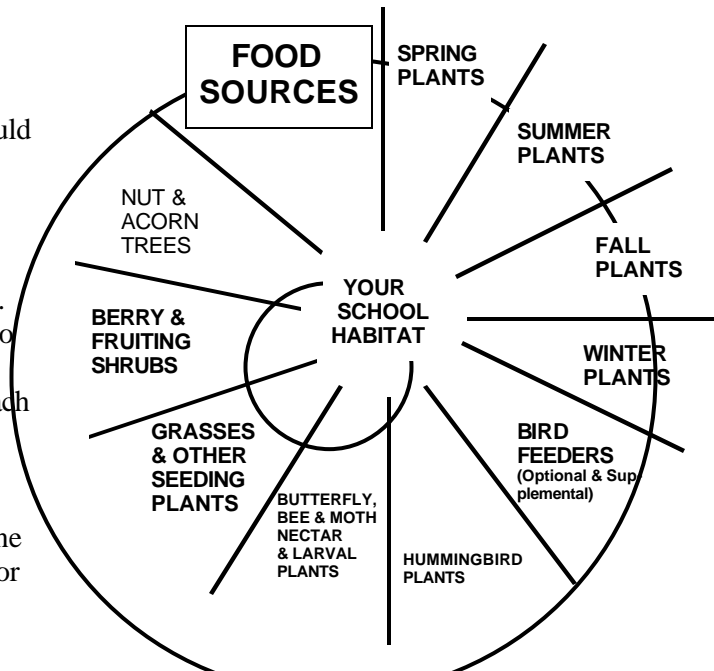 FOOD
SOURCES
SPRING
PLANTS
SUMMER
PLANTS
FALL
PLANTS
WINTER
PLANTS
BIRD
FEEDERS
(Optional & Sup-
plemental)
HUMMINGBIRD
PLANTS
BUTTERFLY,
BEE & MOTH
NECTAR
& LARVAL
PLANTS
GRASSES
& OTHER
SEEDING
PLANTS
BERRY &
FRUITING
SHRUBS
NUT &
ACORN
TREES
YOUR
SCHOOL
HABITAT
or